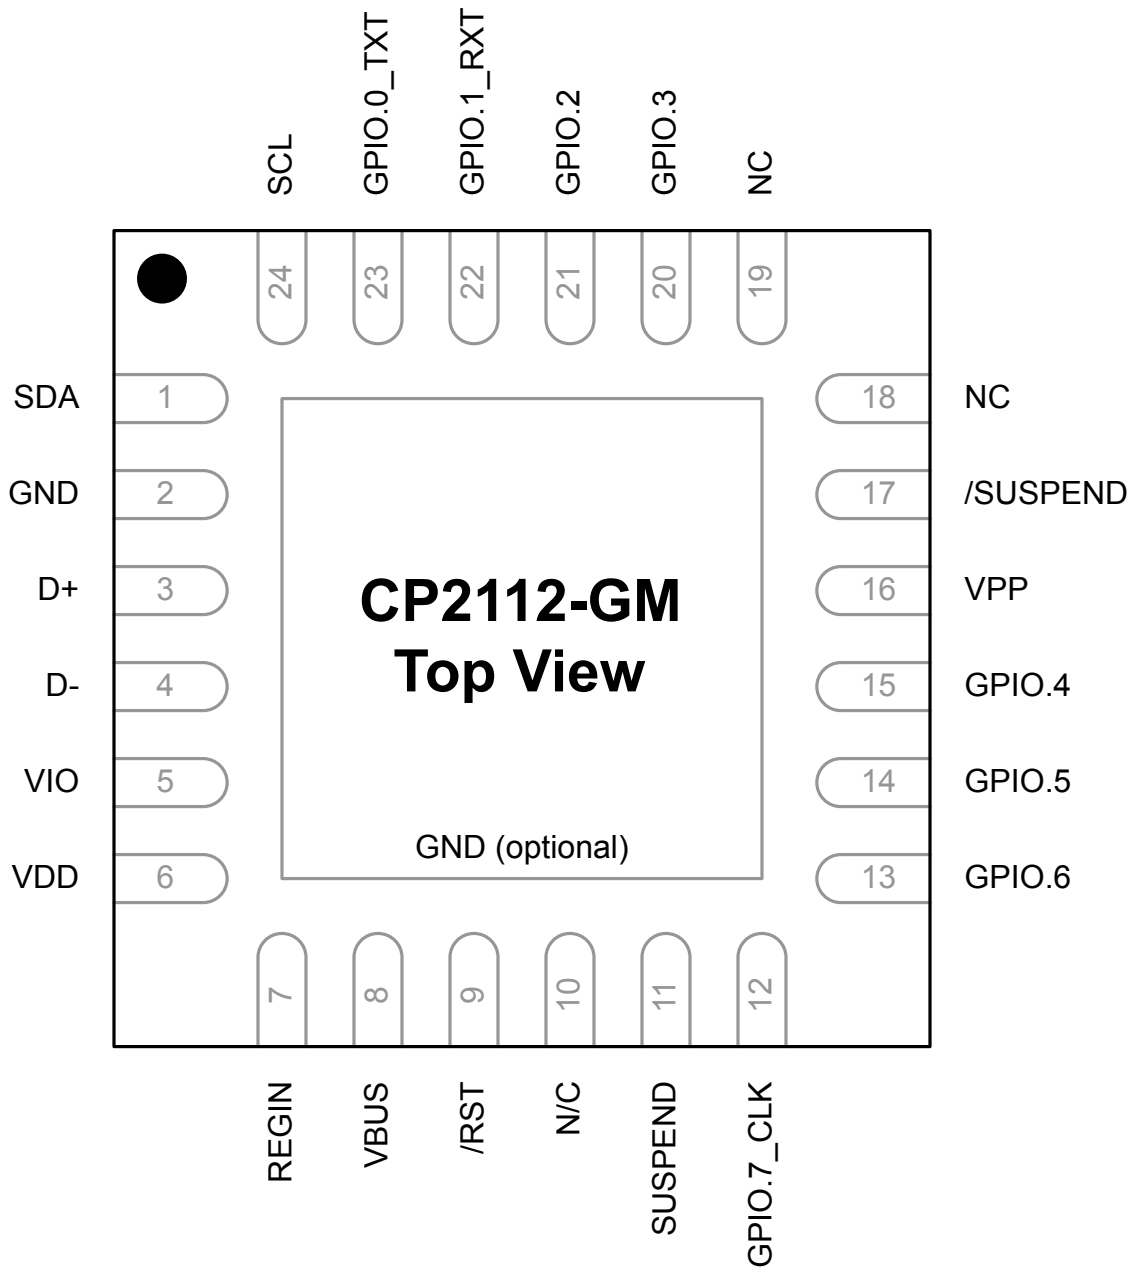 SCL
GPIO.0_TXT
GPIO.1_RXT
GPIO.2
GPIO.3
NC
24
23
22
21
20
19
SDA 1
18 NC
GND 2
17 /SUSPEND
D+ 3
16 VPP
D- 4
15 GPIO.4
VIO 5
14 GPIO.5
VDD 6
13 GPIO.6
CP2112-GM
Top View
GND (optional)
7
8
9
10
11
12
REGIN
VBUS
/RST
N/C
SUSPEND
GPIO.7_CLK